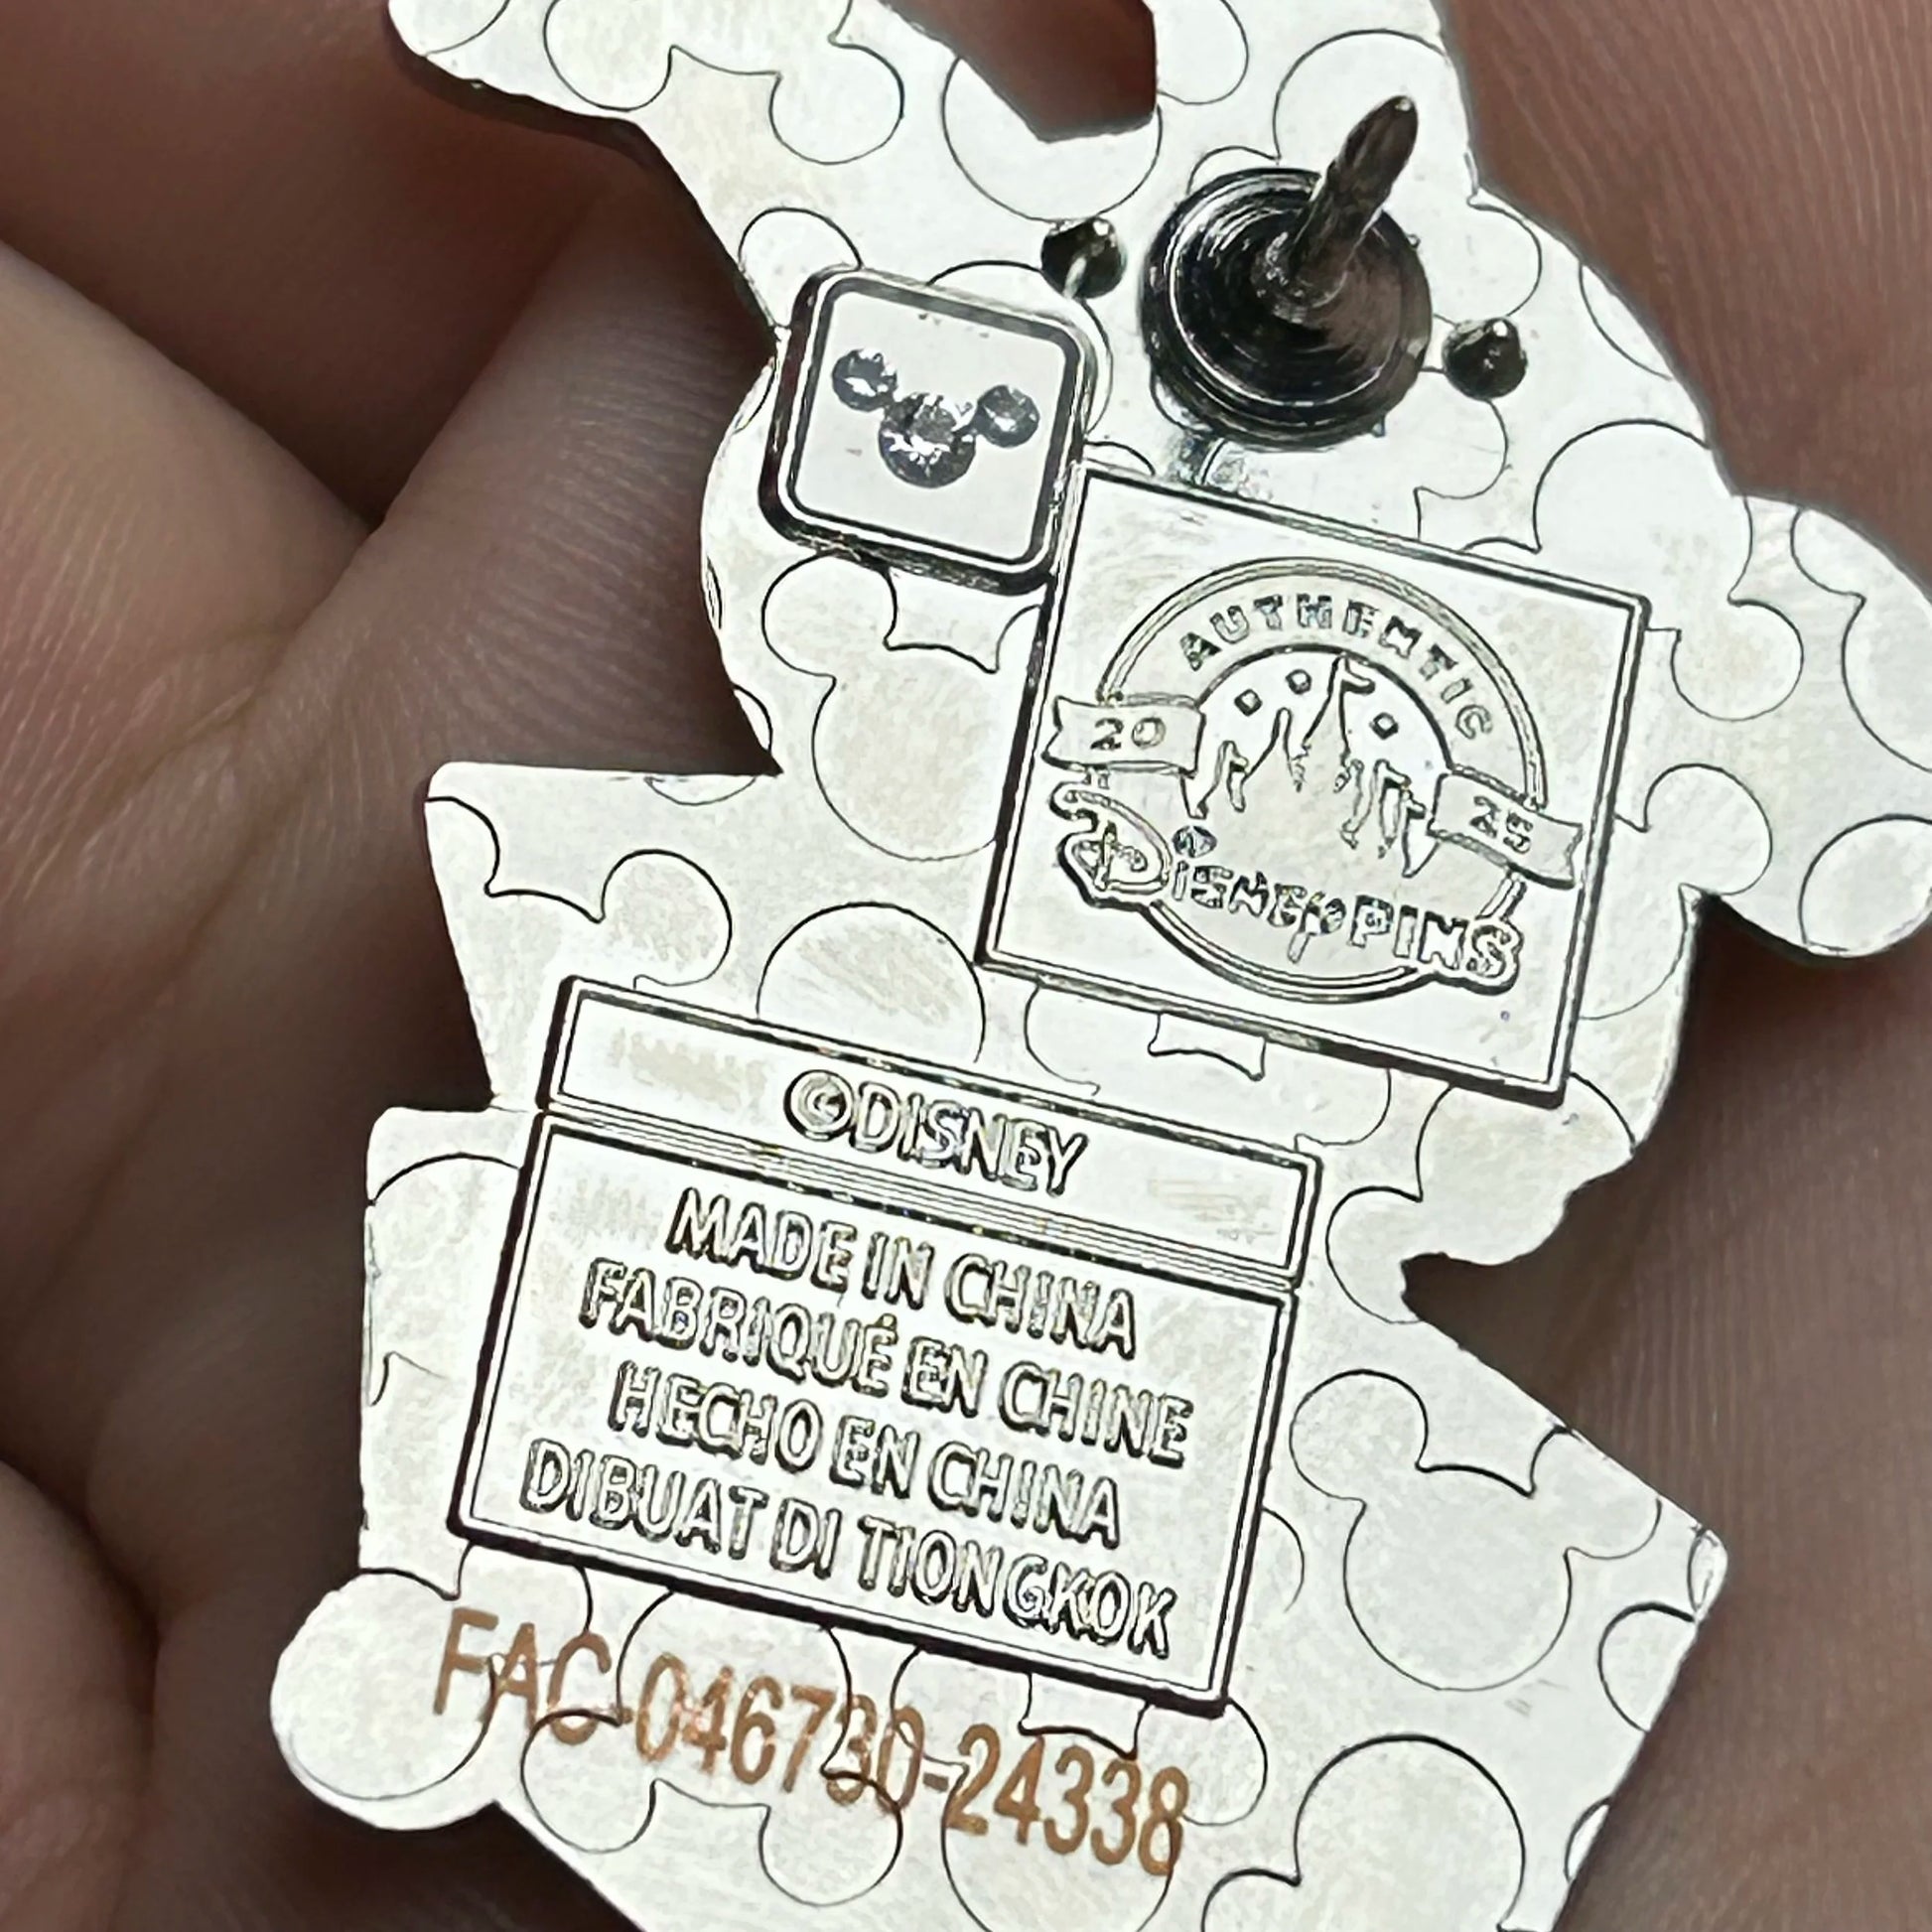 AUTHENTIC
20 25
Disney PINS
©DISNEY
MADE IN CHINA
FABRIQUÉ EN CHINE
HECHO EN CHINA
DIBUAT DI TIONGKOK
FAC-046730-24338